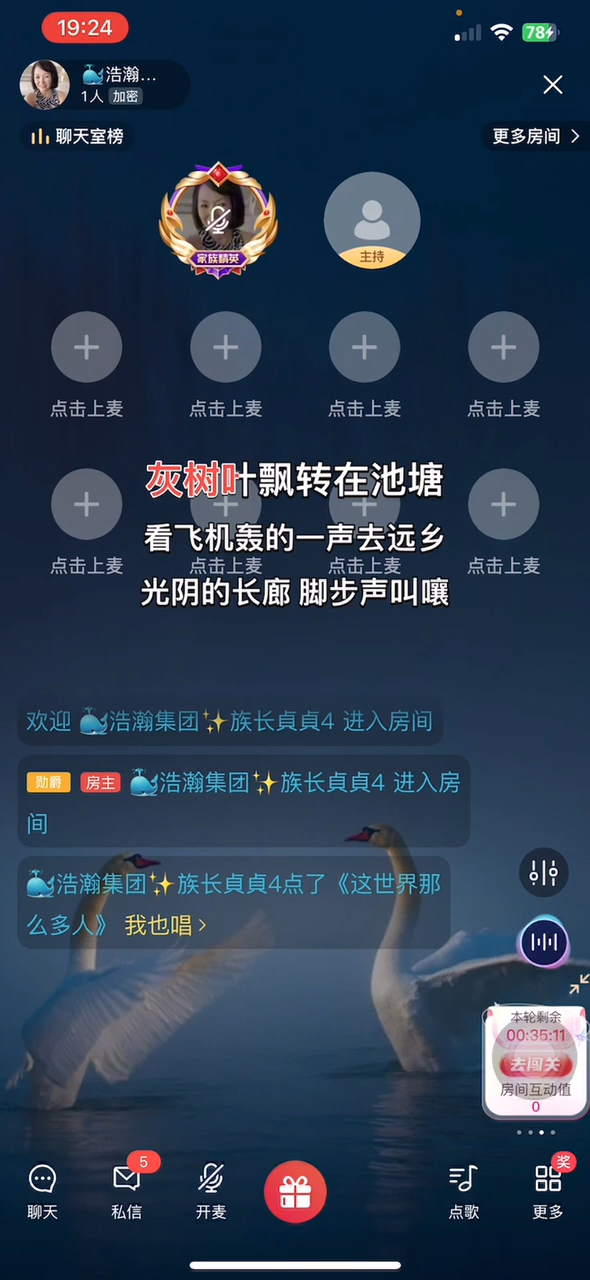 19:24
78
浩瀚...
1人 加密
聊天室榜
更多房间
家族精英
主持
点击上麦 点击上麦 点击上麦 点击上麦
灰树叶飘转在池塘
看飞机轰的一声去远乡
点击上麦 点击上麦 点击上麦 点击上麦
光阴的长廊 脚步声叫嚷
欢迎 浩瀚集团✨族长貞貞4 进入房间
勋爵 房主 浩瀚集团✨族长貞貞4 进入房
间
浩瀚集团✨族长貞貞4点了《这世界那
么多人》 我也唱
本轮剩余
00:35:11
去闯关
房间互动值
0
5
奖
聊天 私信 开麦 点歌 更多